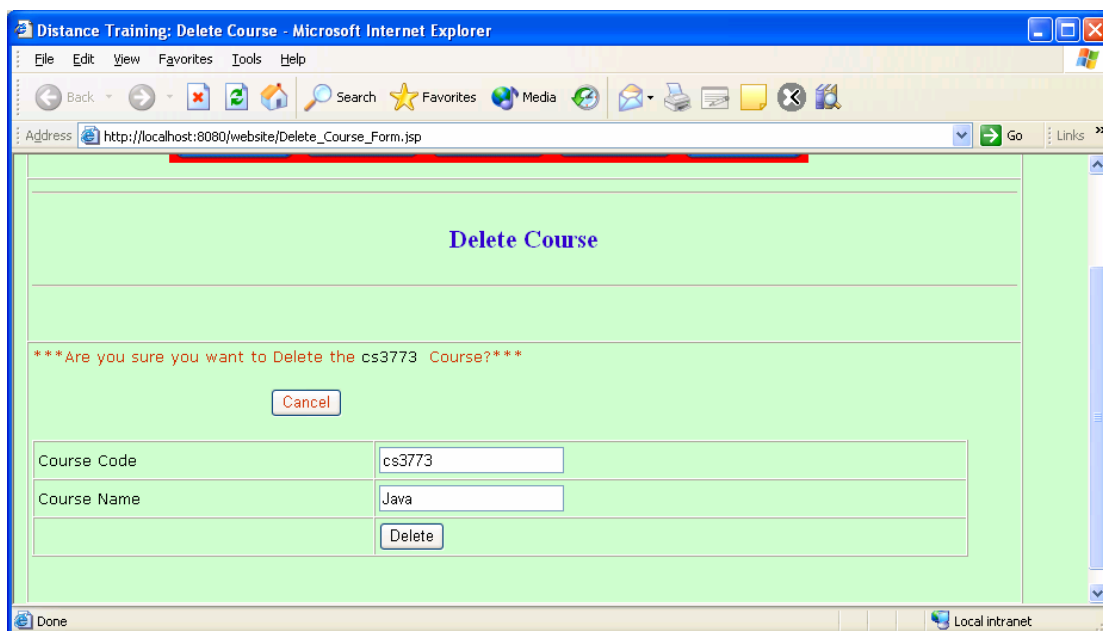 Distance Training: Delete Course - Microsoft Internet Explorer
File Edit View Favorites Tools Help
Back Search Favorites Media
Address http://localhost:8080/website/Delete_Course_Form.jsp Go Links »
Delete Course
***Are you sure you want to Delete the cs3773 Course?***
Cancel
Course Code cs3773
Course Name Java
Delete
Done Local intranet